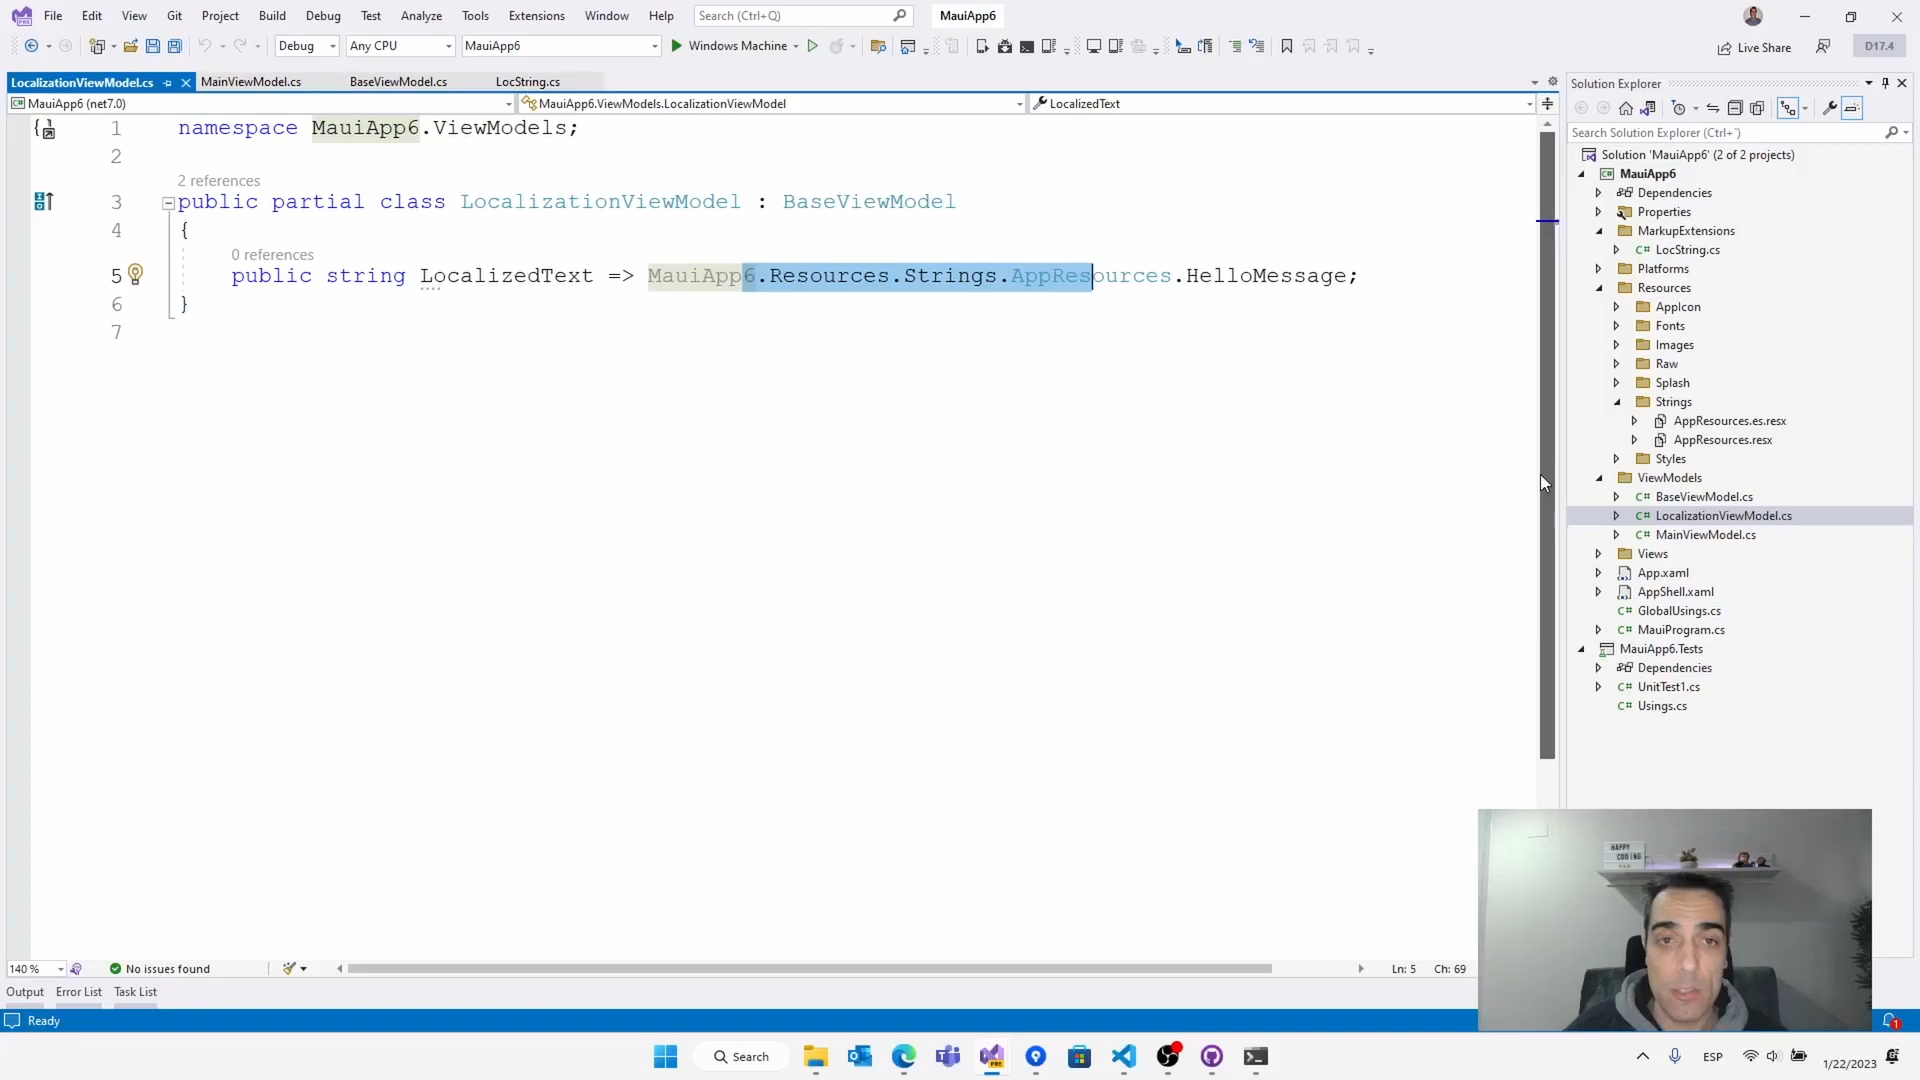 File Edit View Git Project Build Debug Test Analyze Tools Extensions Window Help Search (Ctrl+Q) MauiApp6
Debug Any CPU MauiApp6 Windows Machine Live Share D17.4
LocalizationViewModel.cs MainViewModel.cs BaseViewModel.cs LocString.cs
MauiApp6 (net7.0) MauiApp6.ViewModels.LocalizationViewModel LocalizedText
1 namespace MauiApp6.ViewModels;
2
2 references
3 public partial class LocalizationViewModel : BaseViewModel
4 {
0 references
5 public string LocalizedText => MauiApp6.Resources.Strings.AppResources.HelloMessage;
6 }
7
Solution Explorer
Search Solution Explorer (Ctrl+`)
Solution 'MauiApp6' (2 of 2 projects)
MauiApp6
Dependencies
Properties
MarkupExtensions
LocString.cs
Platforms
Resources
AppIcon
Fonts
Images
Raw
Splash
Strings
AppResources.es.resx
AppResources.resx
Styles
ViewModels
BaseViewModel.cs
LocalizationViewModel.cs
MainViewModel.cs
Views
App.xaml
AppShell.xaml
GlobalUsings.cs
MauiProgram.cs
MauiApp6.Tests
Dependencies
UnitTest1.cs
Usings.cs
HAPPY
CODING
140 % No issues found Ln: 5 Ch: 69
Output Error List Task List
Ready 1
Search ESP 1/22/2023